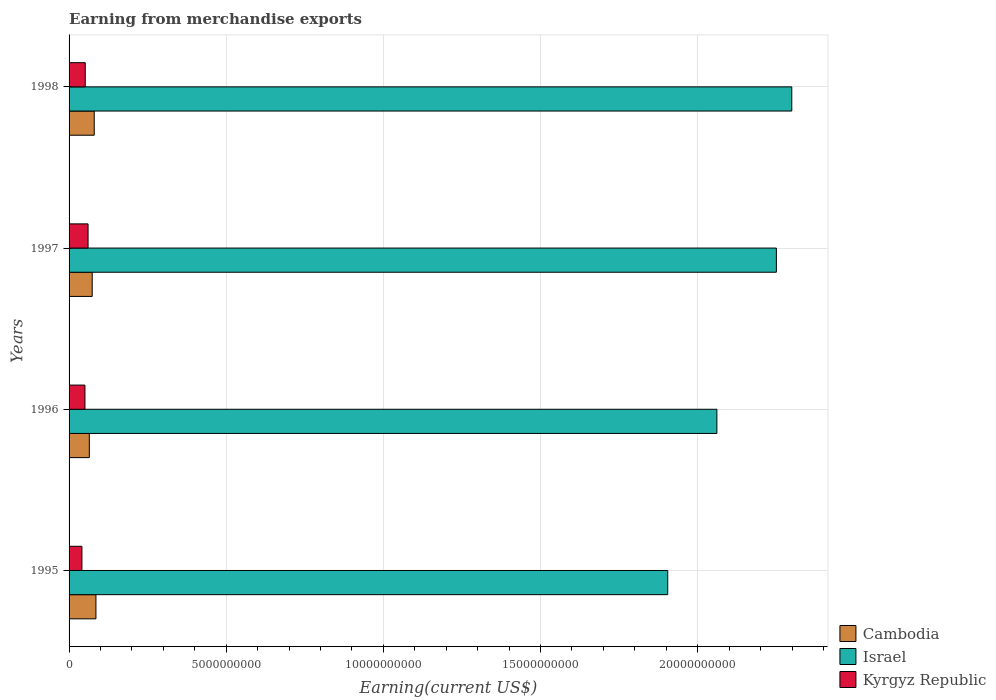 Earning from merchandise exports
1998
1997
1996
1995
Years
0
5000000000
10000000000
15000000000
20000000000
Earning(current US$)
Cambodia
Israel
Kyrgyz Republic